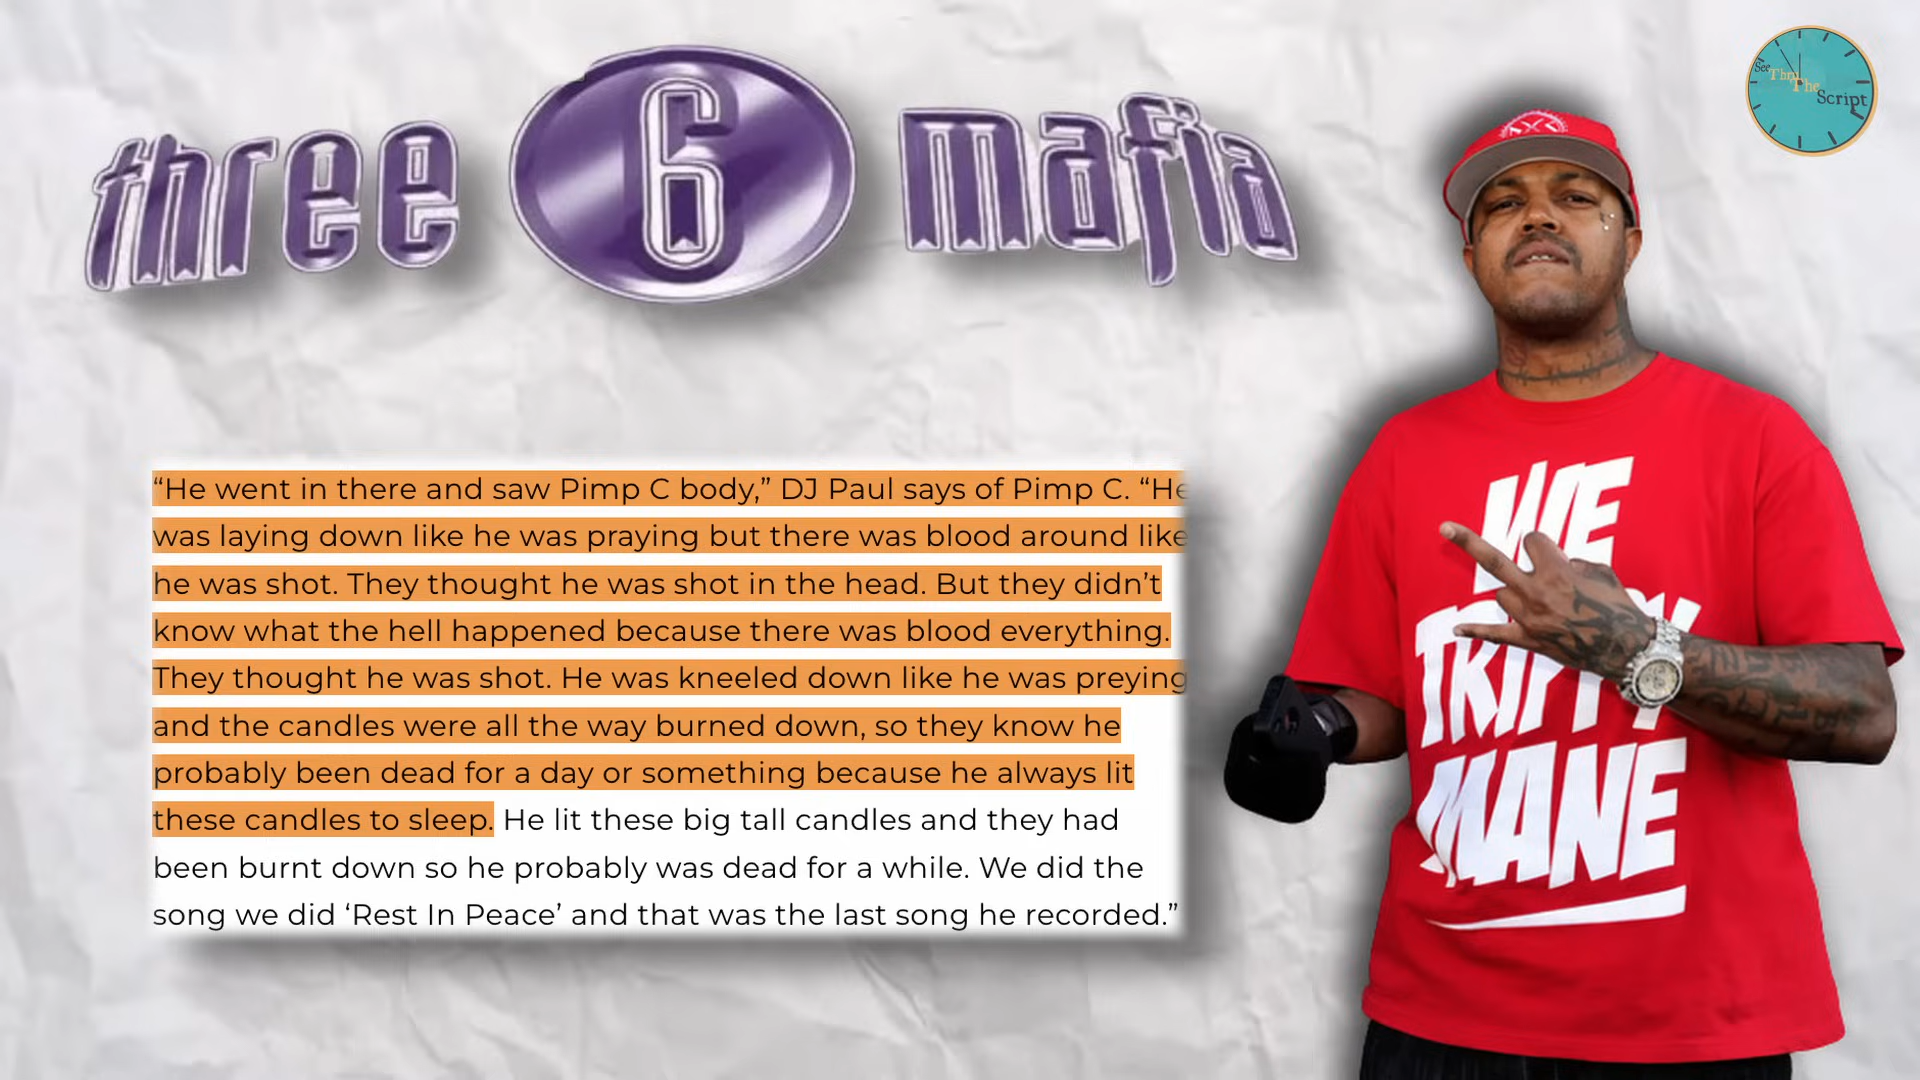 three 6 mafia
See Thru The Script
“He went in there and saw Pimp C body,” DJ Paul says of Pimp C. “He
was laying down like he was praying but there was blood around like
he was shot. They thought he was shot in the head. But they didn’t
know what the hell happened because there was blood everything.
They thought he was shot. He was kneeled down like he was preying
and the candles were all the way burned down, so they know he
probably been dead for a day or something because he always lit
these candles to sleep. He lit these big tall candles and they had
been burnt down so he probably was dead for a while. We did the
song we did ‘Rest In Peace’ and that was the last song he recorded.”
WE
TRIPPY
MANE